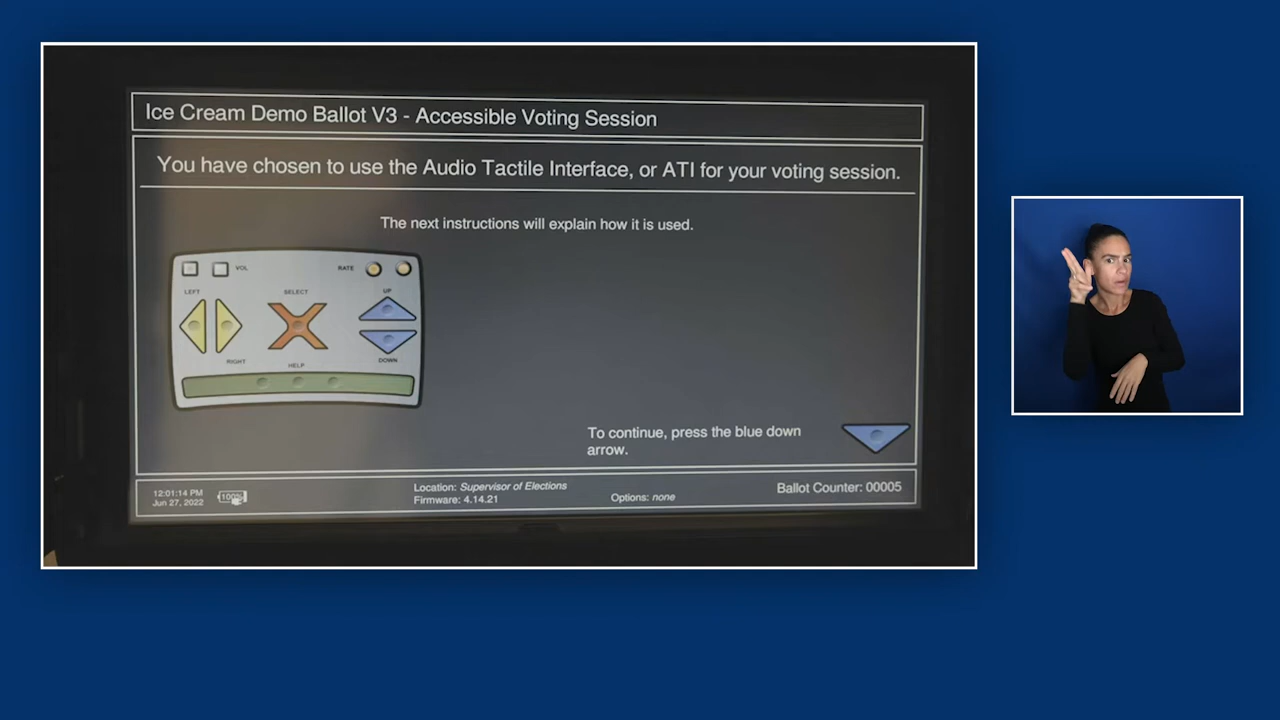 Ice Cream Demo Ballot V3 - Accessible Voting Session
You have chosen to use the Audio Tactile Interface, or ATI for your voting session.
The next instructions will explain how it is used.
VOL
RATE
LEFT
SELECT
UP
RIGHT
HELP
DOWN
To continue, press the blue down
arrow.
12:01:14 PM
Jun 27, 2022
100%
Location: Supervisor of Elections
Firmware: 4.14.21
Options: none
Ballot Counter: 00005